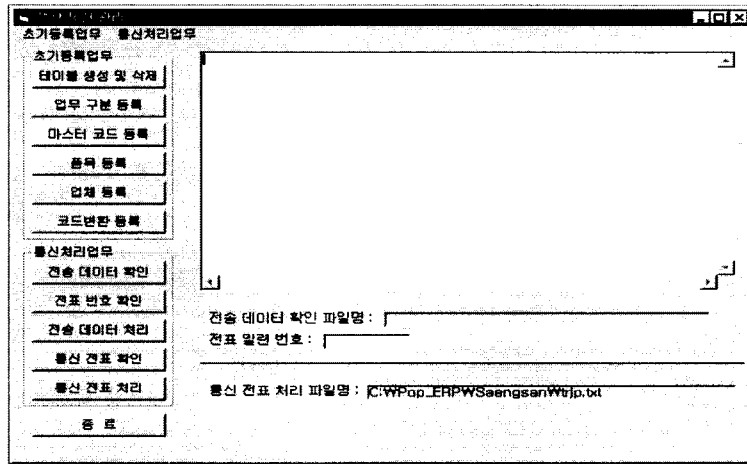 초기등록업무 통신처리업무
초기등록업무
테이블 생성 및 삭제
업무 구분 등록
마스터 코드 등록
품목 등록
업체 등록
코드변환 등록
통신처리업무
전송 데이터 확인
전표 번호 확인
전송 데이터 처리
통신 전표 확인
통신 전표 처리
종 료
전송 데이터 확인 파일명 :
전표 일련 번호 :
통신 전표 처리 파일명 : C:₩Pop_ERP₩Saengsan₩trjp.txt